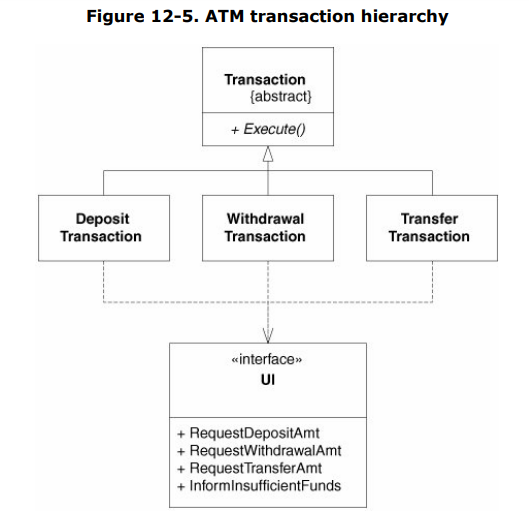 Figure 12-5. ATM transaction hierarchy
Transaction
{abstract}
+ Execute()
Deposit
Transaction
Withdrawal
Transaction
Transfer
Transaction
«interface»
UI
+ RequestDepositAmt
+ RequestWithdrawalAmt
+ RequestTransferAmt
+ InformInsufficientFunds